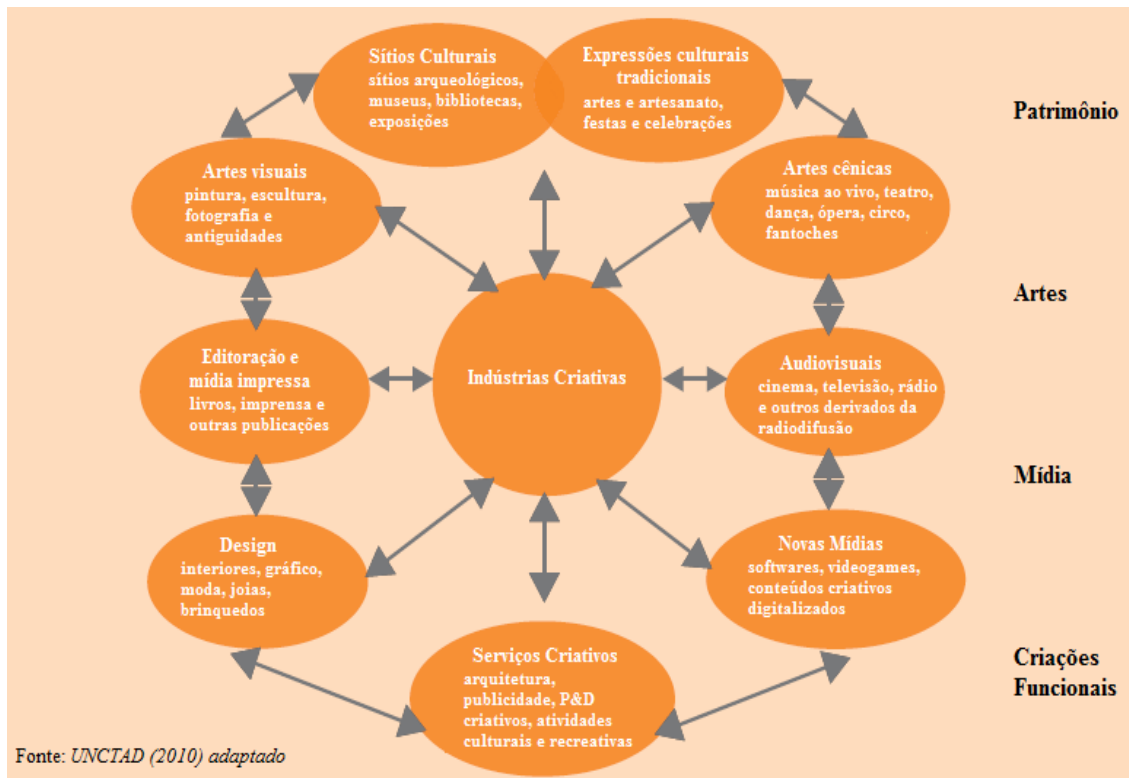 Sítios Culturais
sítios arqueológicos,
museus, bibliotecas,
exposições
Expressões culturais
tradicionais
artes e artesanato,
festas e celebrações
Patrimônio
Artes visuais
pintura, escultura,
fotografia e
antiguidades
Artes cênicas
música ao vivo, teatro,
dança, ópera, circo,
fantoches
Artes
Editoração e
mídia impressa
livros, imprensa e
outras publicações
Indústrias Criativas
Audiovisuais
cinema, televisão, rádio
e outros derivados da
radiodifusão
Mídia
Design
interiores, gráfico,
moda, joias,
brinquedos
Novas Mídias
softwares, videogames,
conteúdos criativos
digitalizados
Serviços Criativos
arquitetura,
publicidade, P&D
criativos, atividades
culturais e recreativas
Criações
Funcionais
Fonte: UNCTAD (2010) adaptado